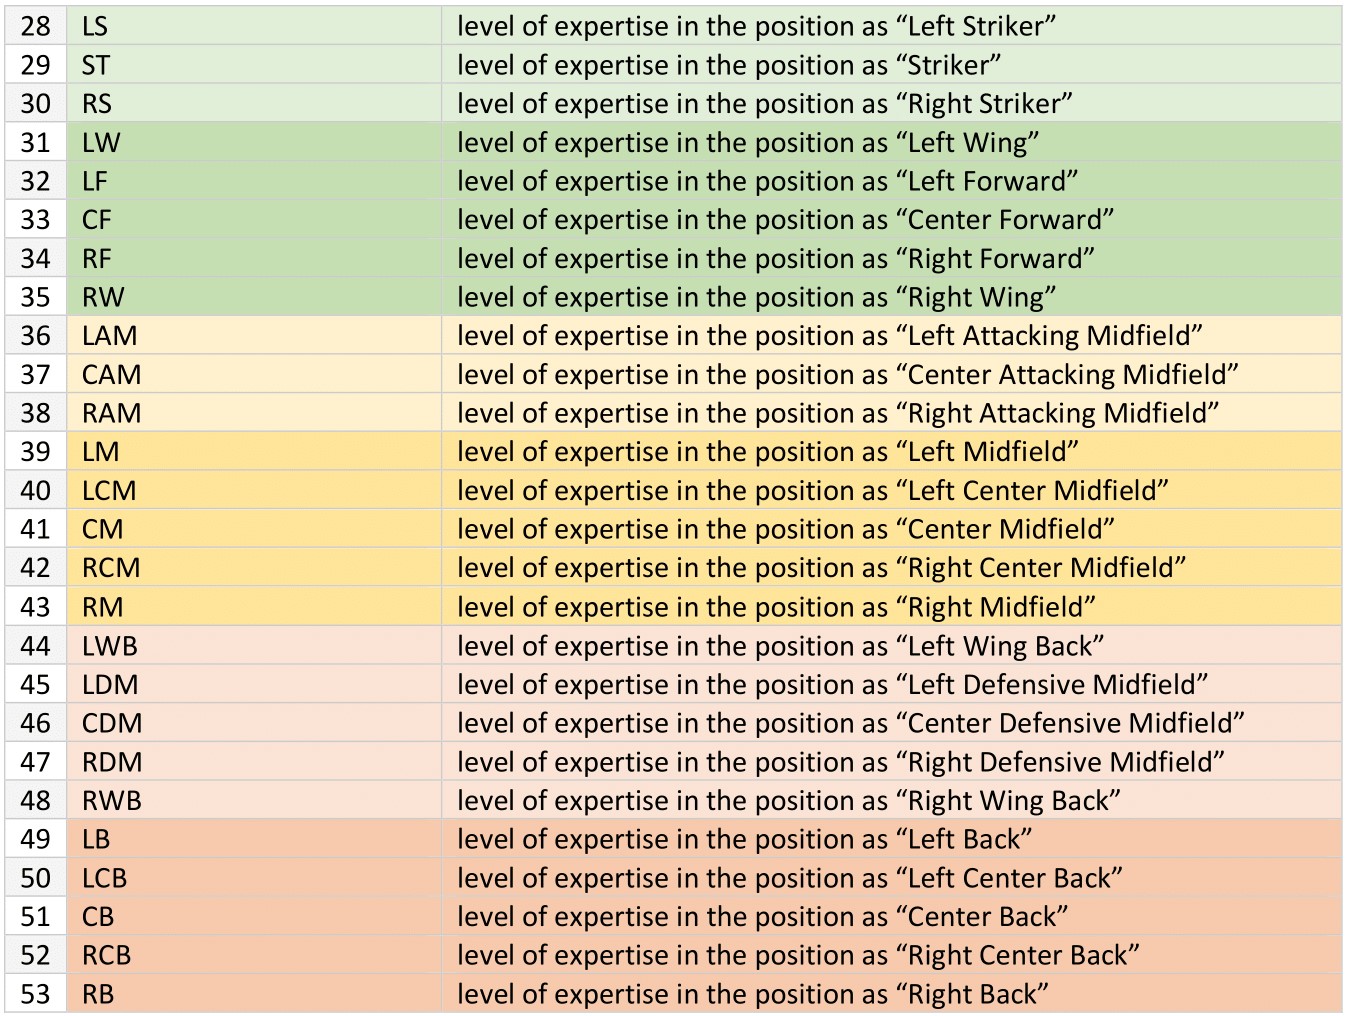 28 LS level of expertise in the position as “Left Striker”
29 ST level of expertise in the position as “Striker”
30 RS level of expertise in the position as “Right Striker”
31 LW level of expertise in the position as “Left Wing”
32 LF level of expertise in the position as “Left Forward”
33 CF level of expertise in the position as “Center Forward”
34 RF level of expertise in the position as “Right Forward”
35 RW level of expertise in the position as “Right Wing”
36 LAM level of expertise in the position as “Left Attacking Midfield”
37 CAM level of expertise in the position as “Center Attacking Midfield”
38 RAM level of expertise in the position as “Right Attacking Midfield”
39 LM level of expertise in the position as “Left Midfield”
40 LCM level of expertise in the position as “Left Center Midfield”
41 CM level of expertise in the position as “Center Midfield”
42 RCM level of expertise in the position as “Right Center Midfield”
43 RM level of expertise in the position as “Right Midfield”
44 LWB level of expertise in the position as “Left Wing Back”
45 LDM level of expertise in the position as “Left Defensive Midfield”
46 CDM level of expertise in the position as “Center Defensive Midfield”
47 RDM level of expertise in the position as “Right Defensive Midfield”
48 RWB level of expertise in the position as “Right Wing Back”
49 LB level of expertise in the position as “Left Back”
50 LCB level of expertise in the position as “Left Center Back”
51 CB level of expertise in the position as “Center Back”
52 RCB level of expertise in the position as “Right Center Back”
53 RB level of expertise in the position as “Right Back”